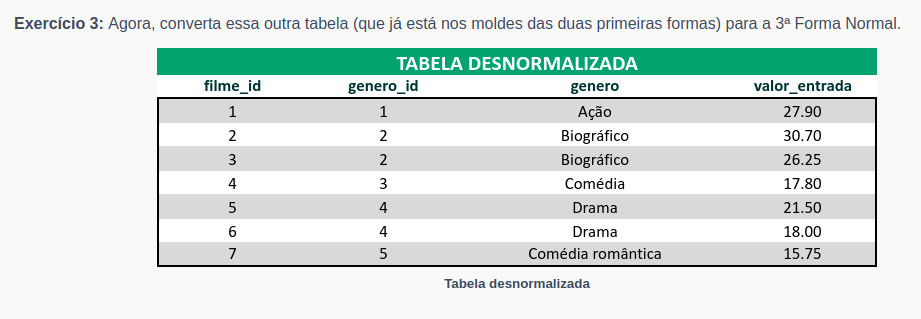 Exercício 3: Agora, converta essa outra tabela (que já está nos moldes das duas primeiras formas) para a 3ª Forma Normal.
TABELA DESNORMALIZADA
filme_id genero_id genero valor_entrada
1 1 Ação 27.90
2 2 Biográfico 30.70
3 2 Biográfico 26.25
4 3 Comédia 17.80
5 4 Drama 21.50
6 4 Drama 18.00
7 5 Comédia romântica 15.75
Tabela desnormalizada